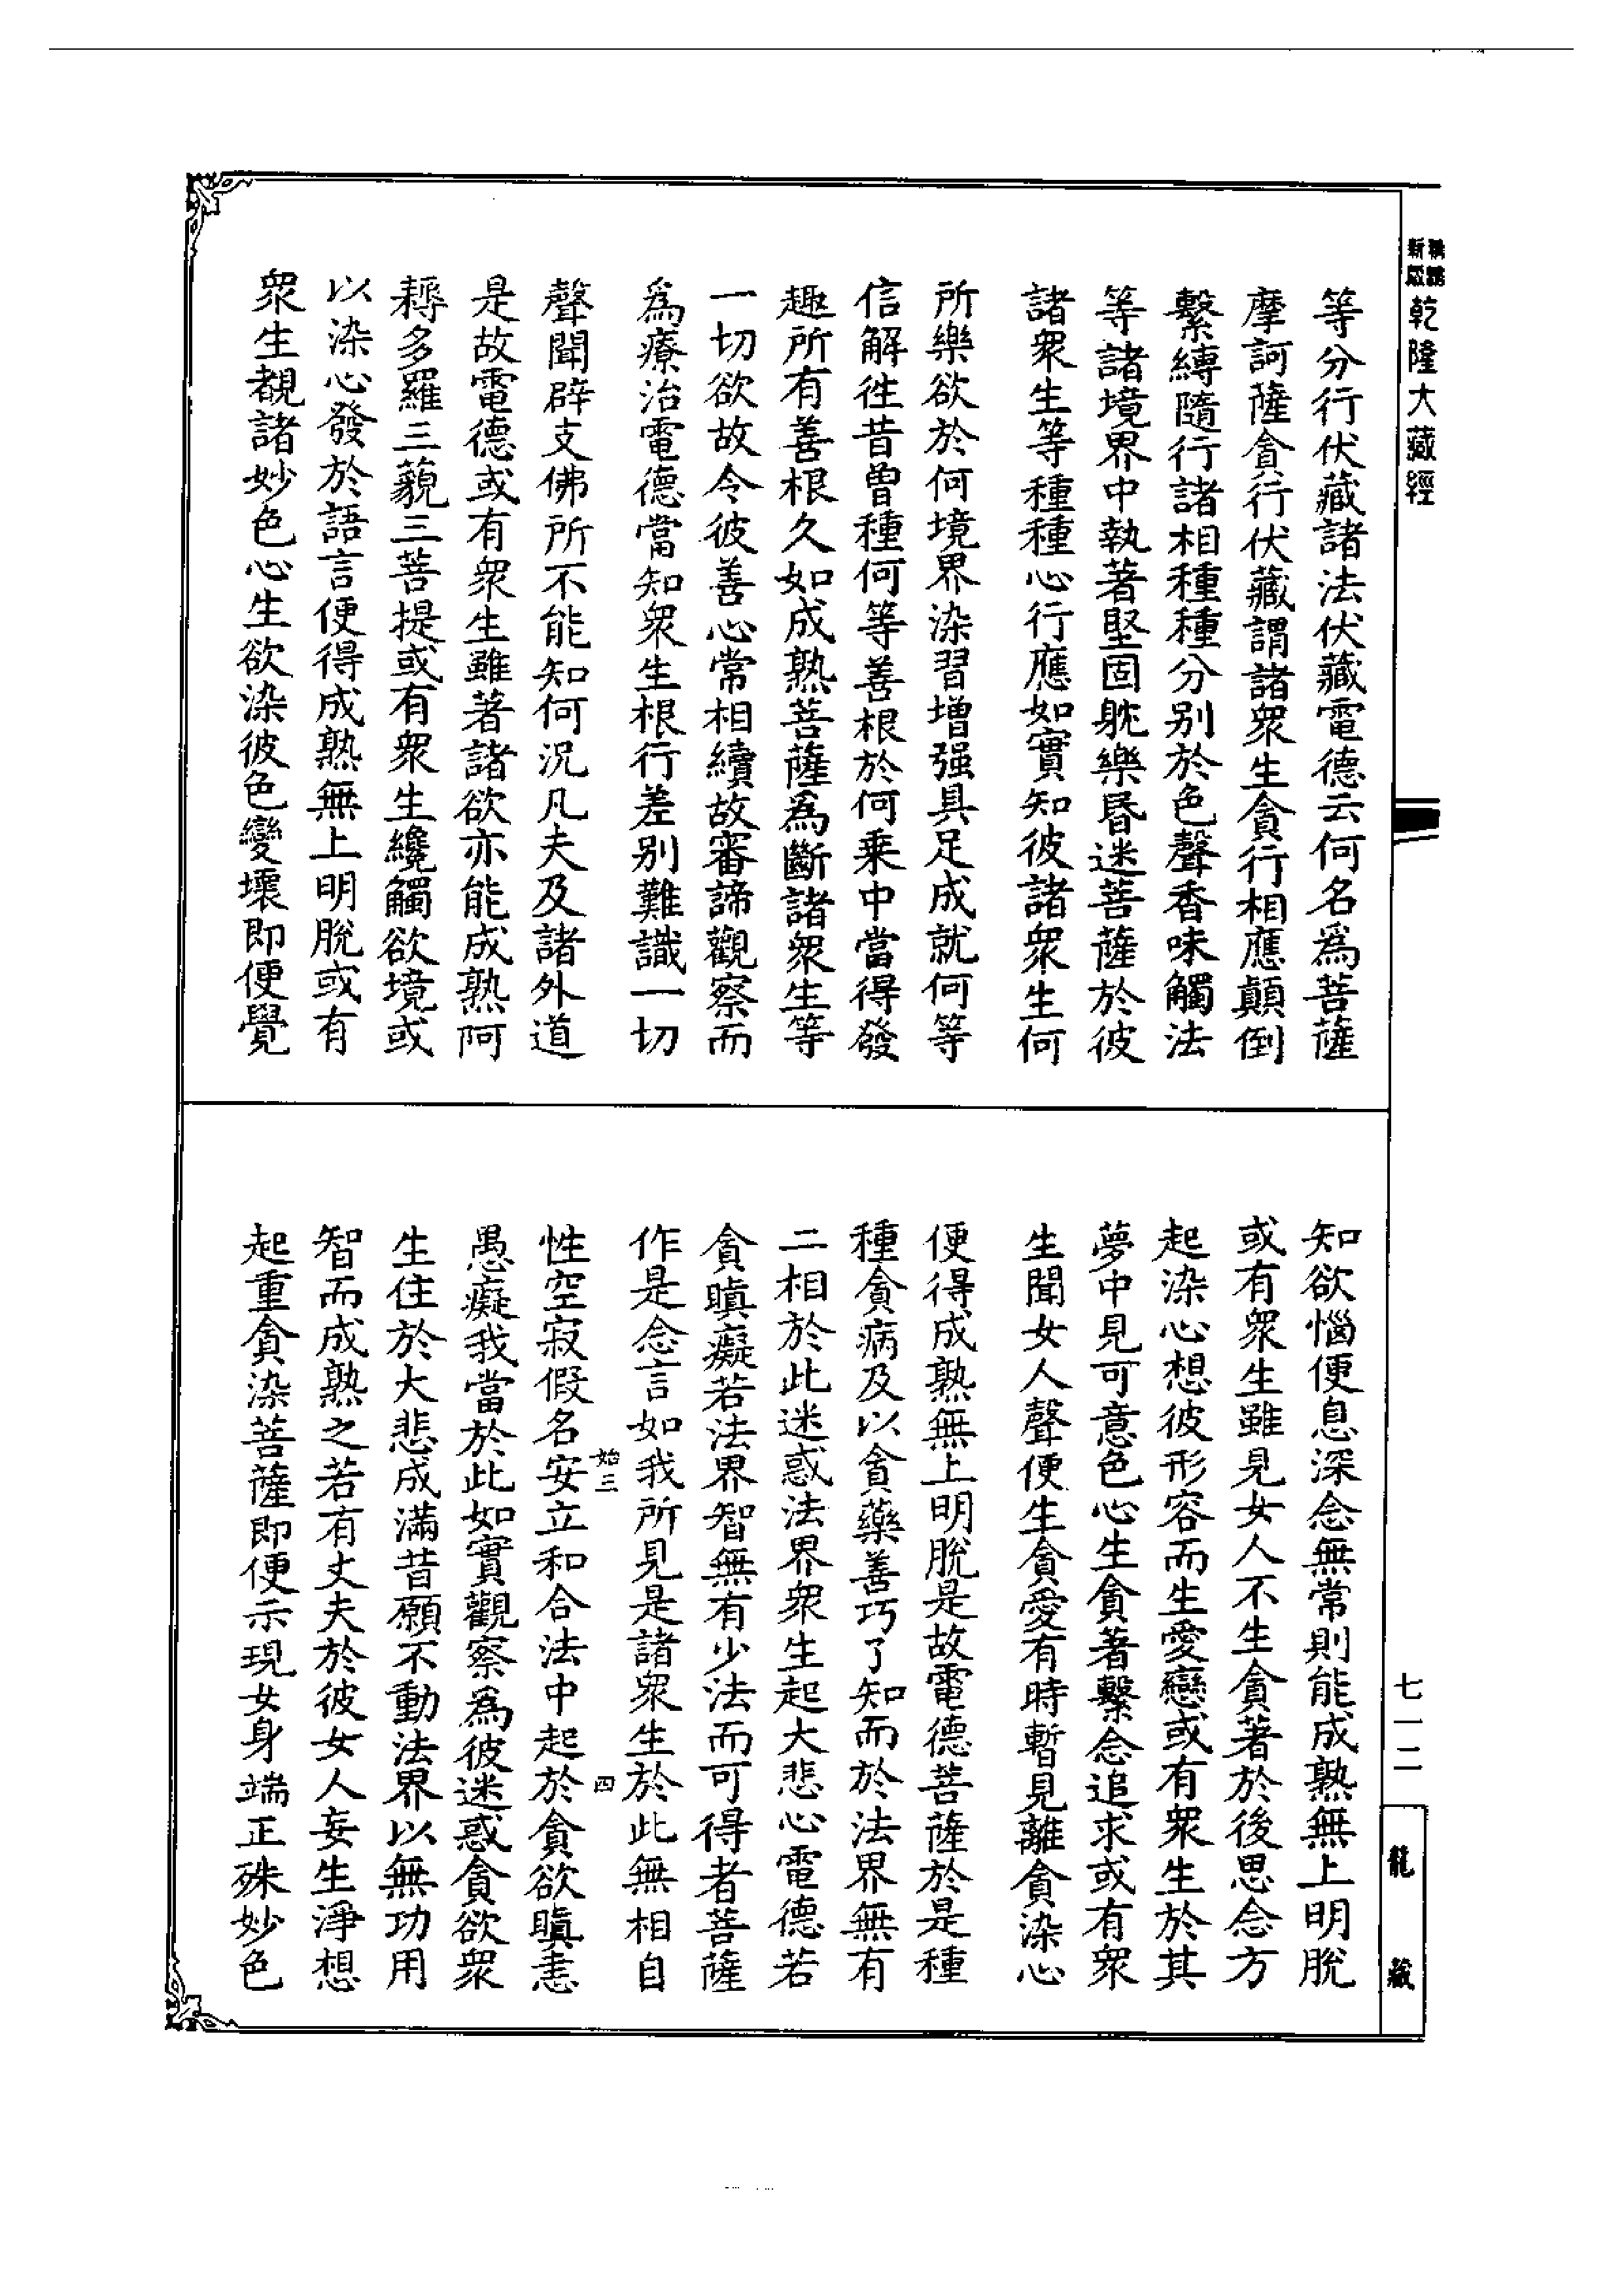 乾隆大藏經
等分行伏藏諸法伏藏電德云何名爲菩薩
摩訶薩貪行伏藏謂諸衆生貪行相應顛倒
繫縛隨行諸相種種分别於色聲香味觸法
等諸境界中執著堅固躭樂昏迷菩薩於彼
諸衆生等種種心行應如實知彼諸衆生何
所樂欲於何境界染習增强具足成就何等
信解徃昔曾種何等善根於何乗中當得發
趣所有善根久如成熟菩薩爲斷諸衆生等
一切欲故令彼善心常相續故審諦觀察而
爲療治電德當知衆生根行差别難識一切
聲聞辟支佛所不能知何况凡夫及諸外道
是故電德或有衆生雖著諸欲亦能成熟阿
耨多羅三藐三菩提或有衆生纔觸欲境或
以染心發於語言便得成熟無上明脫或有
衆生覩諸妙色心生欲染彼色變壞即便覺
知欲惱便息深念無常則能成熟無上明脫
或有衆生雖見女人不生貪著於後思念方
起染心想彼形容而生愛戀或有衆生於其
夢中見可意色心生貪著繫念追求或有衆
生聞女人聲便生貪愛有時暫見離貪染心
便得成熟無上明脫是故電德菩薩於是種
種貪病及以貪藥善巧了知而於法界無有
二相於此迷惑法界衆生起大悲心電德若
貪瞋癡若法界智無有少法而可得者菩薩
作是念言如我所見是諸衆生於此無相自
始三
四
性空寂假名安立和合法中起於貪欲瞋恚
愚癡我當於此如實觀察爲彼迷惑貪欲衆
生住於大悲成滿昔願不動法界以無功用
智而成熟之若有丈夫於彼女人妄生淨想
起重貪染菩薩即便示現女身端正殊妙色
七一二
龍藏